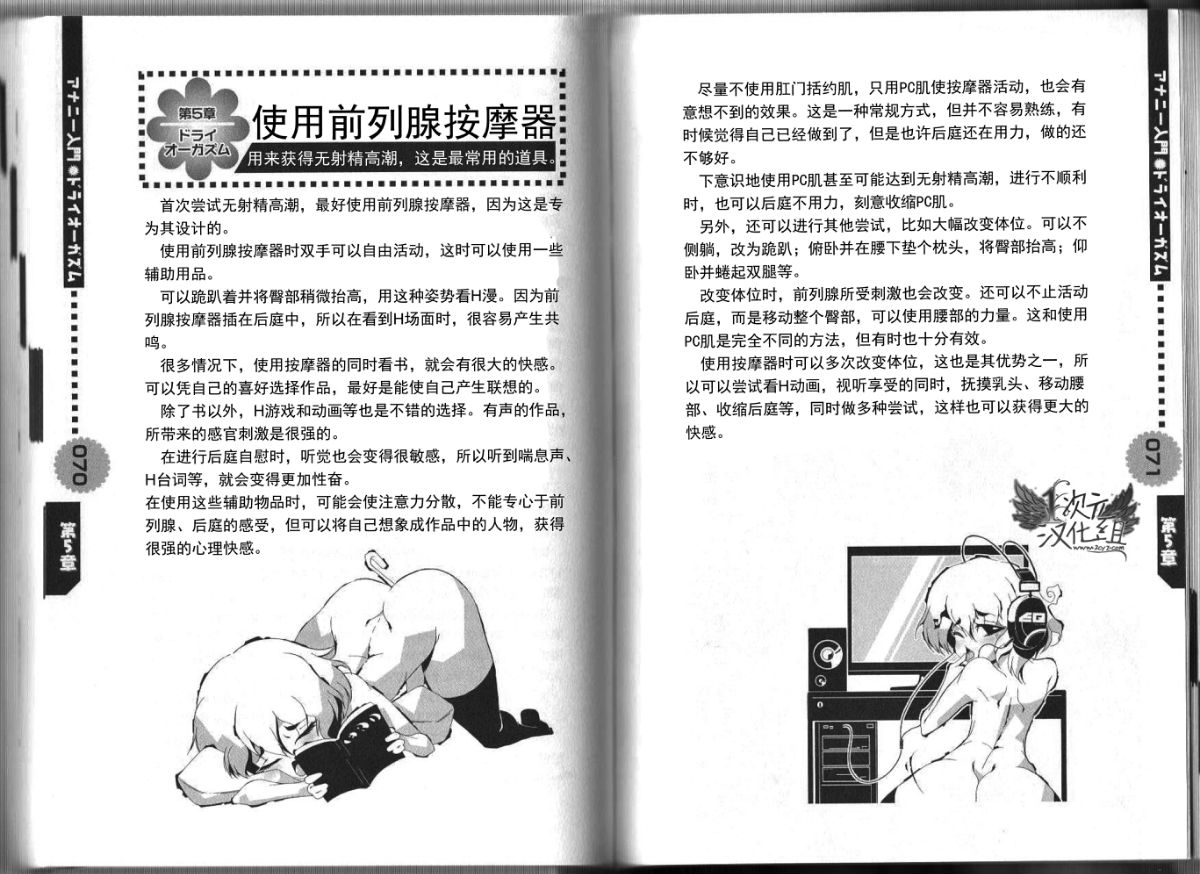 アナニー入門●ドライオーガズム
070
第5章
第5章
ドライ
オーガズム
使用前列腺按摩器
用来获得无射精高潮，这是最常用的道具。
首次尝试无射精高潮，最好使用前列腺按摩器，因为这是专
为其设计的。
使用前列腺按摩器时双手可以自由活动，这时可以使用一些
辅助用品。
可以跪趴着并将臀部稍微抬高，用这种姿势看H漫。因为前
列腺按摩器插在后庭中，所以在看到H场面时，很容易产生共
鸣。
很多情况下，使用按摩器的同时看书，就会有很大的快感。
可以凭自己的喜好选择作品，最好是能使自己产生联想的。
除了书以外，H游戏和动画等也是不错的选择。有声的作品，
所带来的感官刺激是很强的。
在进行后庭自慰时，听觉也会变得很敏感，所以听到喘息声、
H台词等，就会变得更加性奋。
在使用这些辅助物品时，可能会使注意力分散，不能专心于前
列腺、后庭的感受，但可以将自己想象成作品中的人物，获得
很强的心理快感。
尽量不使用肛门括约肌，只用PC肌使按摩器活动，也会有
意想不到的效果。这是一种常规方式，但并不容易熟练，有
时候觉得自己已经做到了，但是也许后庭还在用力，做的还
不够好。
下意识地使用PC肌甚至可能达到无射精高潮，进行不顺利
时，也可以后庭不用力，刻意收缩PC肌。
另外，还可以进行其他尝试，比如大幅改变体位。可以不
侧躺，改为跪趴；俯卧并在腰下垫个枕头，将臀部抬高；仰
卧并蜷起双腿等。
改变体位时，前列腺所受刺激也会改变。还可以不止活动
后庭，而是移动整个臀部，可以使用腰部的力量。这和使用
PC肌是完全不同的方法，但有时也十分有效。
使用按摩器时可以多次改变体位，这也是其优势之一，所
以可以尝试看H动画，视听享受的同时，抚摸乳头、移动腰
部、收缩后庭等，同时做多种尝试，这样也可以获得更大的
快感。
アナニー入門●ドライオーガズム
071
第5章
次元
汉化组